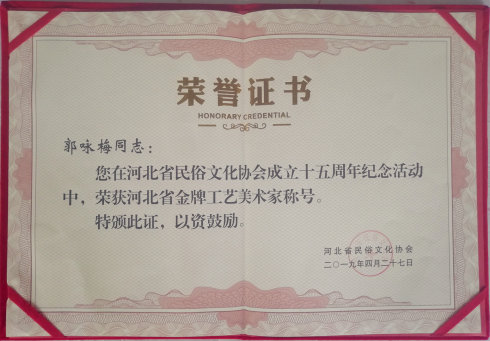 荣誉证书
HONORARY CREDENTIAL
郭咏梅同志：
您在河北省民俗文化协会成立十五周年纪念活动
中，荣获河北省金牌工艺美术家称号。
特颁此证，以资鼓励。
河北省民俗文化协会
二〇一九年四月二十七日